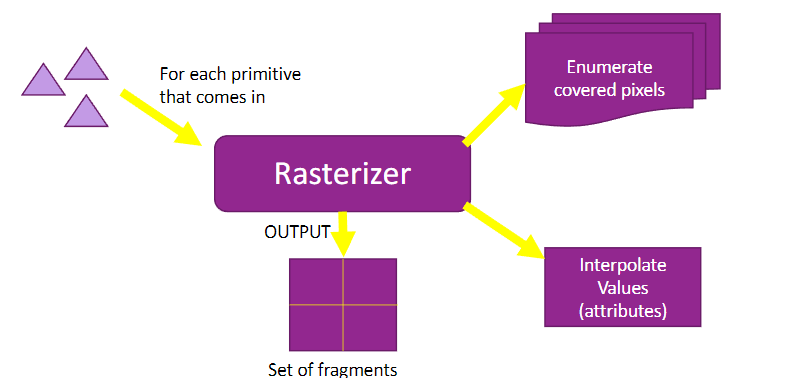 For each primitive
that comes in
Enumerate
covered pixels
Rasterizer
OUTPUT
Interpolate
Values
(attributes)
Set of fragments